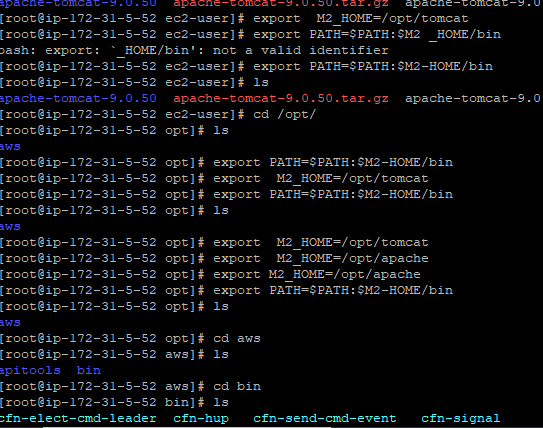 apache-tomcat-9.0.50  apache-tomcat-9.0.50.tar.gz  apache-tomcat-9.0
[root@ip-172-31-5-52 ec2-user]# export  M2_HOME=/opt/tomcat
[root@ip-172-31-5-52 ec2-user]# export PATH=$PATH:$M2 _HOME/bin
bash: export: `_HOME/bin': not a valid identifier
[root@ip-172-31-5-52 ec2-user]# export PATH=$PATH:$M2-HOME/bin
[root@ip-172-31-5-52 ec2-user]# ls
apache-tomcat-9.0.50  apache-tomcat-9.0.50.tar.gz  apache-tomcat-9.0
[root@ip-172-31-5-52 ec2-user]# cd /opt/
[root@ip-172-31-5-52 opt]# ls
aws
[root@ip-172-31-5-52 opt]# export PATH=$PATH:$M2-HOME/bin
[root@ip-172-31-5-52 opt]# export  M2_HOME=/opt/tomcat
[root@ip-172-31-5-52 opt]# export PATH=$PATH:$M2-HOME/bin
[root@ip-172-31-5-52 opt]# ls
aws
[root@ip-172-31-5-52 opt]# export  M2_HOME=/opt/tomcat
[root@ip-172-31-5-52 opt]# export  M2_HOME=/opt/apache
[root@ip-172-31-5-52 opt]# export M2_HOME=/opt/apache
[root@ip-172-31-5-52 opt]# export PATH=$PATH:$M2-HOME/bin
[root@ip-172-31-5-52 opt]# ls
aws
[root@ip-172-31-5-52 opt]# cd aws
[root@ip-172-31-5-52 aws]# ls
apitools  bin
[root@ip-172-31-5-52 aws]# cd bin
[root@ip-172-31-5-52 bin]# ls
cfn-elect-cmd-leader  cfn-hup   cfn-send-cmd-event   cfn-signal